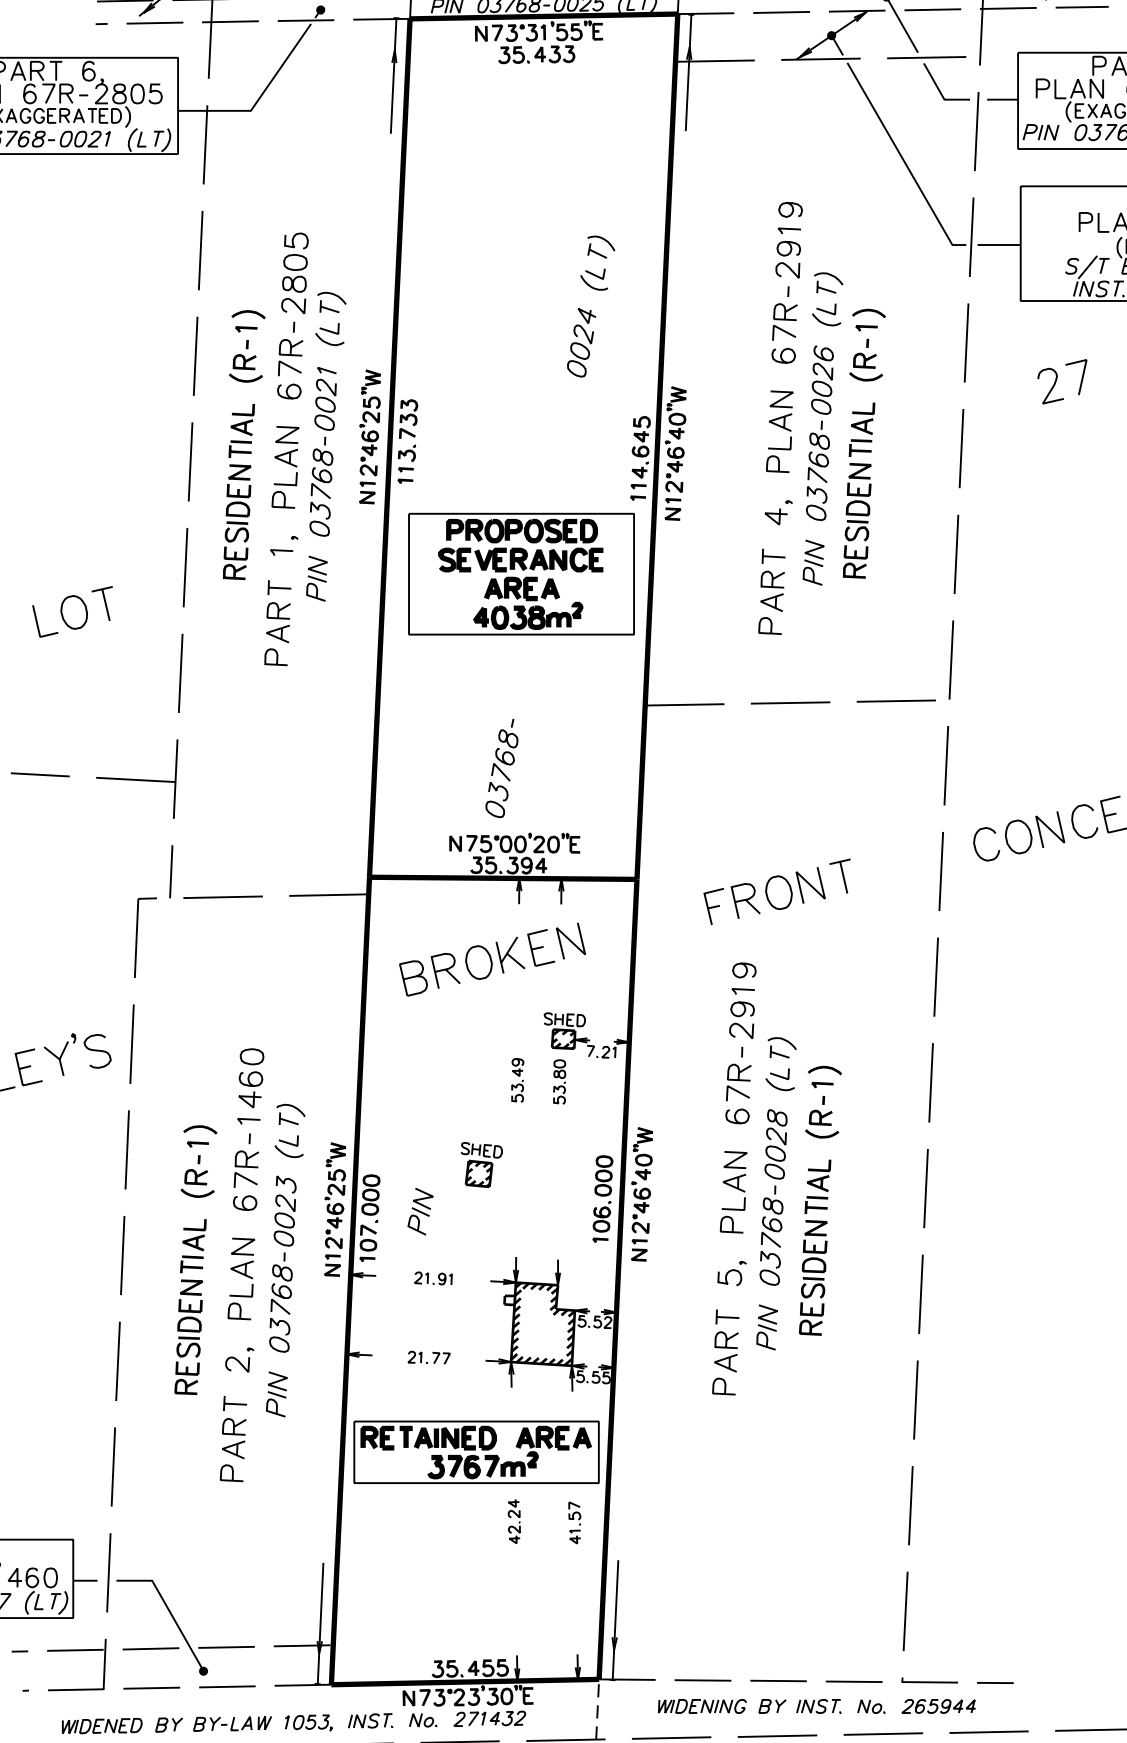 PIN 03768-0025 (LT)
N73°31'55"E
35.433
PART 6,
67R-2805
(EXAGGERATED)
3768-0021 (LT)
PA
PLAN
(EXAG
PIN 0376
PLA
S/T E
INST.
RESIDENTIAL (R-1)
PART 1, PLAN 67R-2805
PIN 03768-0021 (LT)
N12°46'25"W
113.733
0024 (LT)
114.645
N12°46'40"W
PART 4, PLAN 67R-2919
PIN 03768-0026 (LT)
RESIDENTIAL (R-1)
27
PROPOSED
SEVERANCE
AREA
4038m²
LOT
03768-
N75°00'20"E
35.394
CONCE
FRONT
BROKEN
LEY'S
SHED
7.21
53.49
53.80
SHED
PIN
RESIDENTIAL (R-1)
PART 2, PLAN 67R-1460
PIN 03768-0023 (LT)
N12°46'25"W
107.000
106.000
N12°46'40"W
PART 5, PLAN 67R-2919
PIN 03768-0028 (LT)
RESIDENTIAL (R-1)
21.91
5.52
21.77
5.55
RETAINED AREA
3767m²
42.24
41.57
1460
7 (LT)
35.455
N73°23'30"E
WIDENED BY BY-LAW 1053, INST. No. 271432
WIDENING BY INST. No. 265944